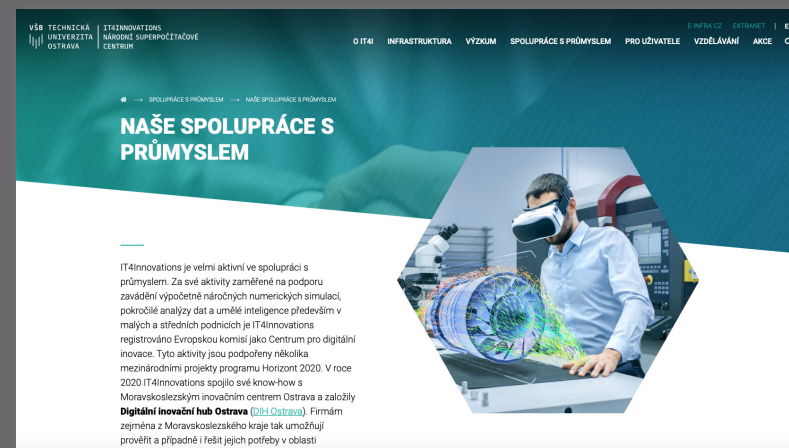 VŠB TECHNICKÁ
UNIVERZITA
OSTRAVA
IT4INNOVATIONS
NÁRODNÍ SUPERPOČÍTAČOVÉ
CENTRUM
E-INFRA CZ EXTRANET |
O IT4I INFRASTRUKTURA VÝZKUM SPOLUPRÁCE S PRŮMYSLEM PRO UŽIVATELE VZDĚLÁVÁNÍ AKCE
SPOLUPRÁCE S PRŮMYSLEM NAŠE SPOLUPRÁCE S PRŮMYSLEM
NAŠE SPOLUPRÁCE S
PRŮMYSLEM
IT4Innovations je velmi aktivní ve spolupráci s
průmyslem. Za své aktivity zaměřené na podporu
zavádění výpočetně náročných numerických simulací,
pokročilé analýzy dat a umělé inteligence především v
malých a středních podnicích je IT4Innovations
registrováno Evropskou komisí jako Centrum pro digitální
inovace. Tyto aktivity jsou podpořeny několika
mezinárodními projekty programu Horizont 2020. V roce
2020 IT4Innovations spojilo své know-how s
Moravskoslezským inovačním centrem Ostrava a založily
Digitální inovační hub Ostrava (DIH Ostrava). Firmám
zejména z Moravskoslezského kraje tak umožňují
prověřit a případně i řešit jejich potřeby v oblasti